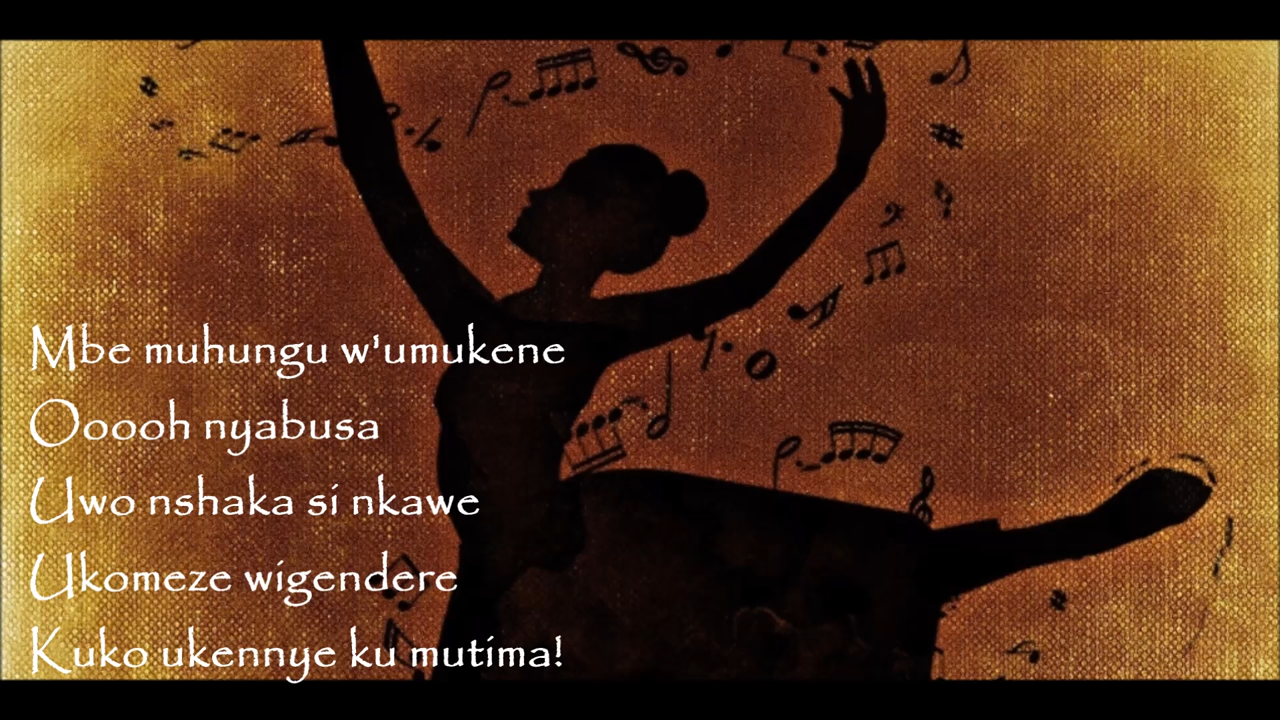 Mbe muhungu w'umukene
Ooooh nyabusa
Uwo nshaka si nkawe
Ukomeze wigendere
Kuko ukennye ku mutima!